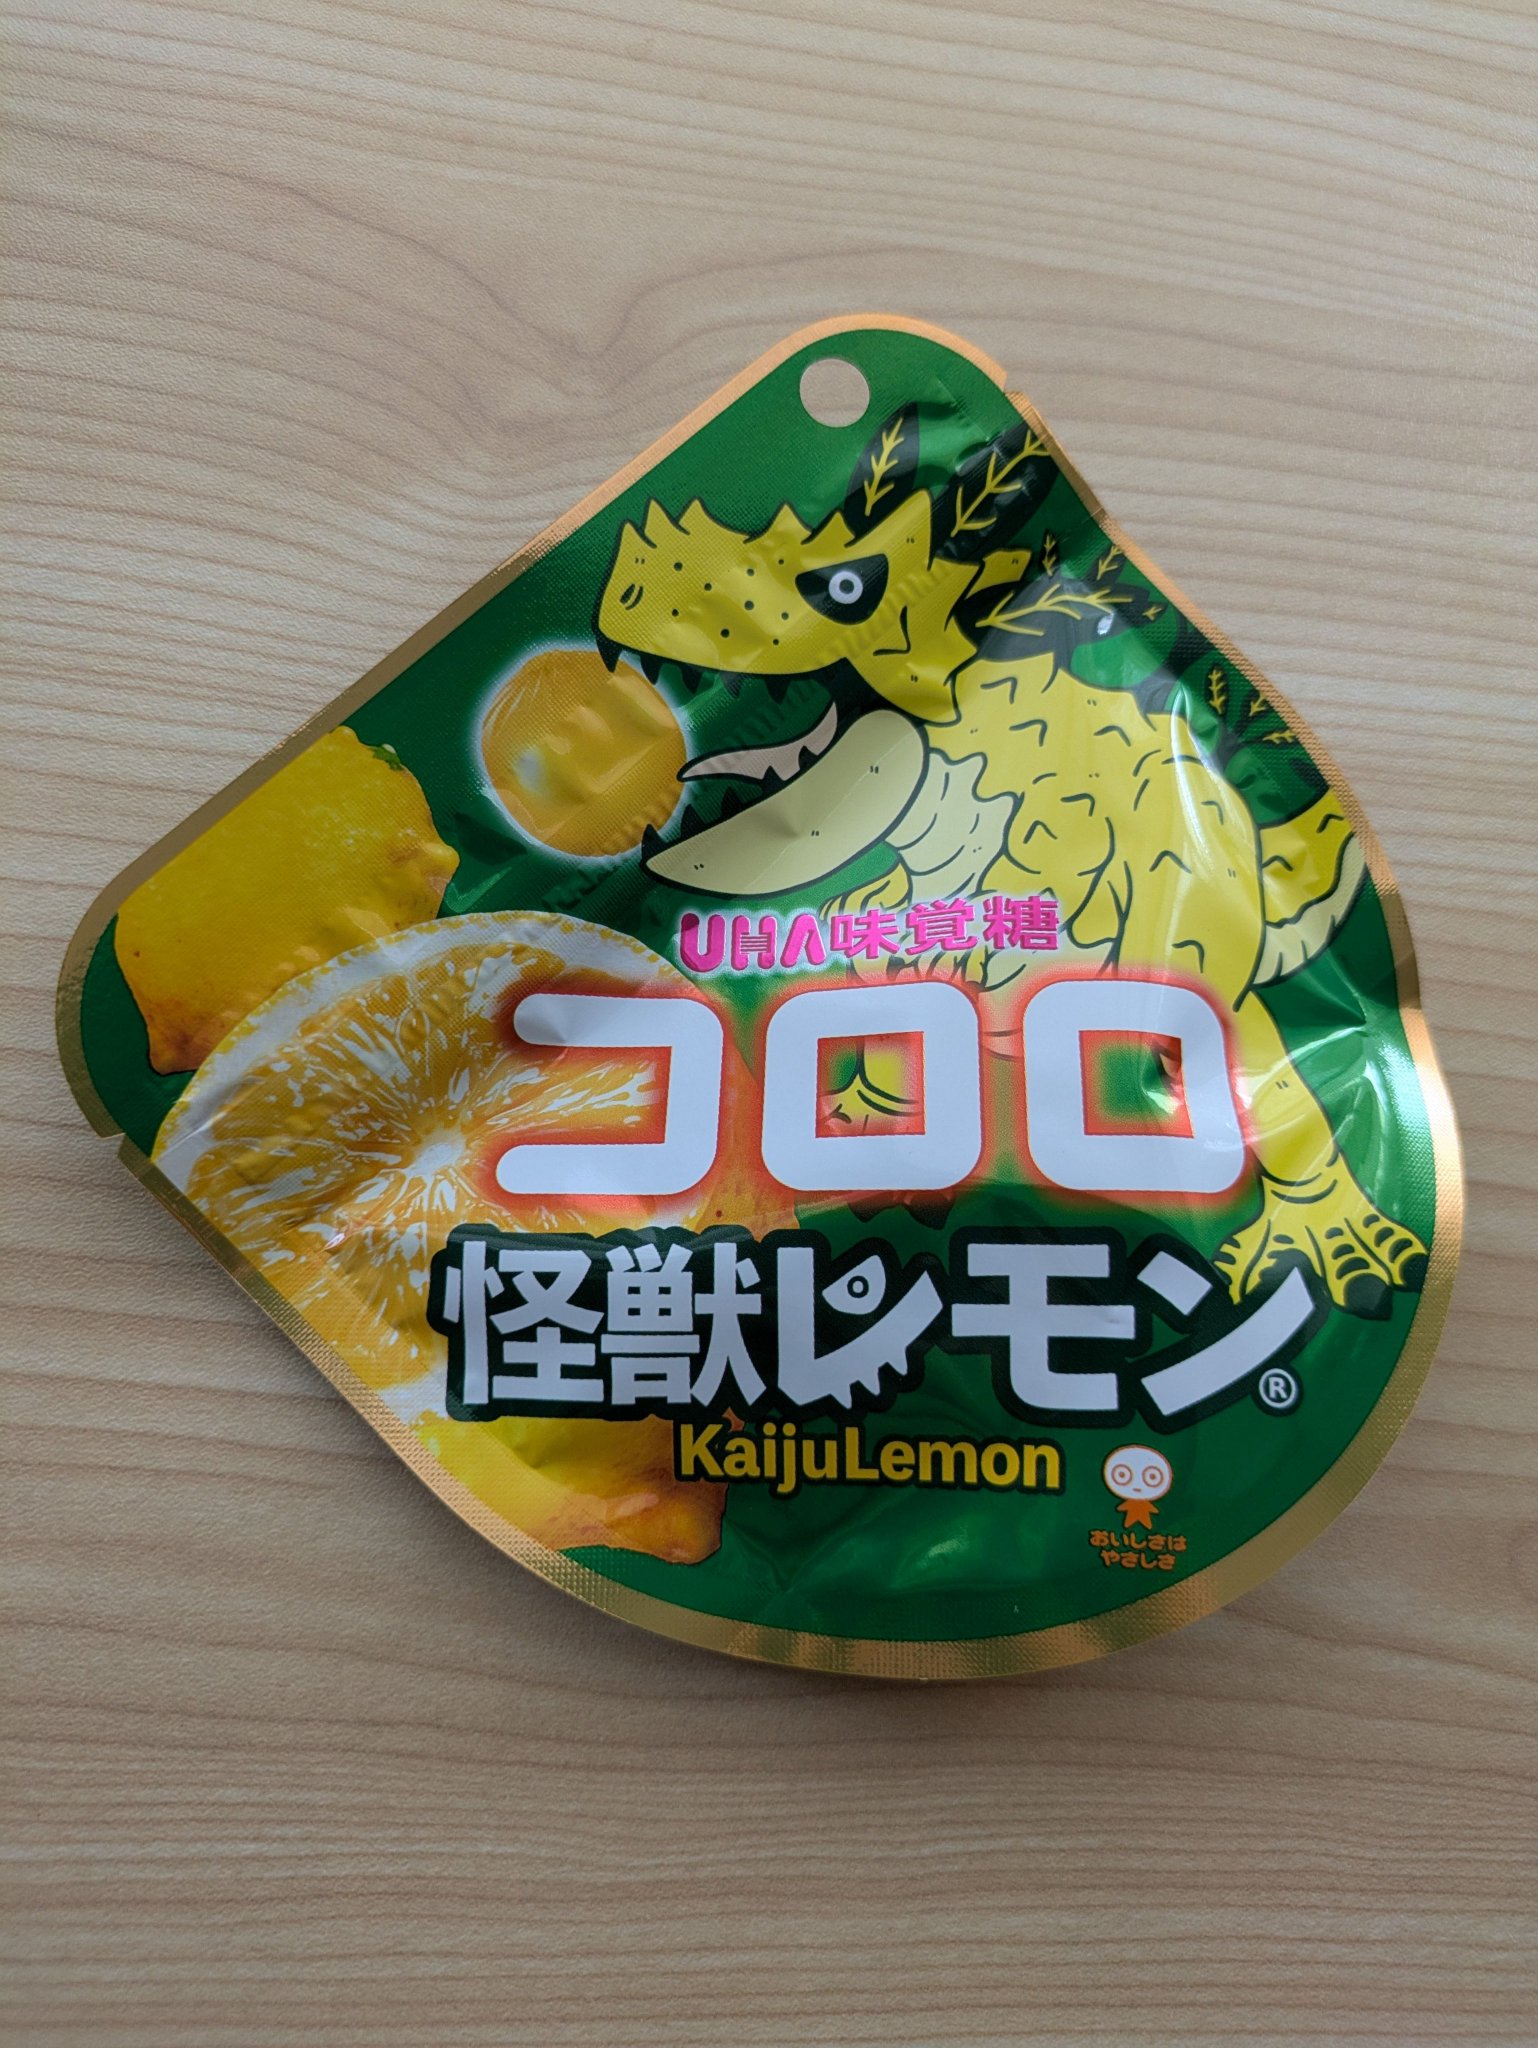 UHA味覚糖
コロロ
怪獣レモン®
KaijuLemon
おいしさは
やさしさ